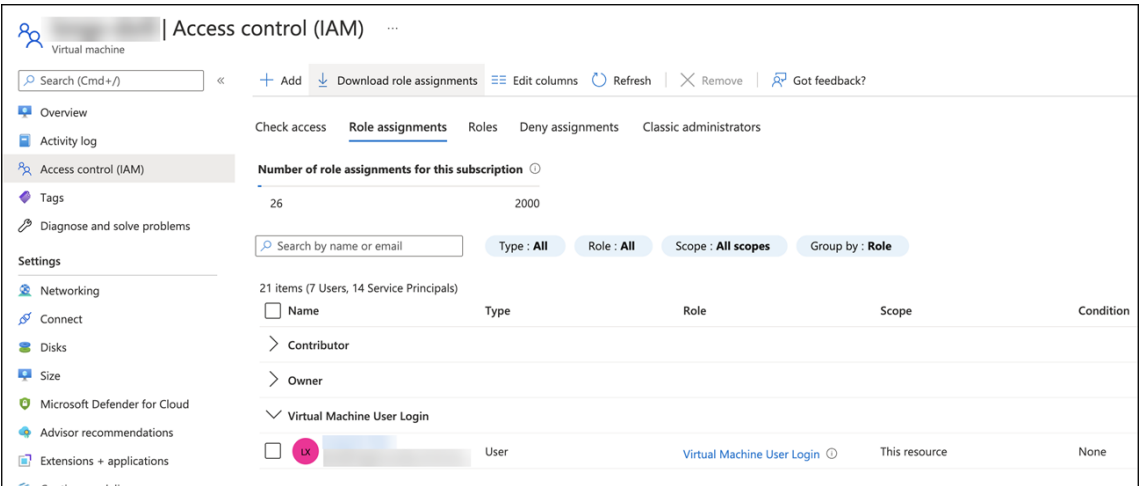 | Access control (IAM) ...
Virtual machine
Search (Cmd+/)
«
Add
Download role assignments
Edit columns
Refresh
Remove
Got feedback?
Overview
Activity log
Access control (IAM)
Tags
Diagnose and solve problems
Settings
Networking
Connect
Disks
Size
Microsoft Defender for Cloud
Advisor recommendations
Extensions + applications
Check access Role assignments Roles Deny assignments Classic administrators
Number of role assignments for this subscription
26 2000
Search by name or email
Type : All
Role : All
Scope : All scopes
Group by : Role
21 items (7 Users, 14 Service Principals)
Name Type Role Scope Condition
Contributor
Owner
Virtual Machine User Login
LX User Virtual Machine User Login This resource None